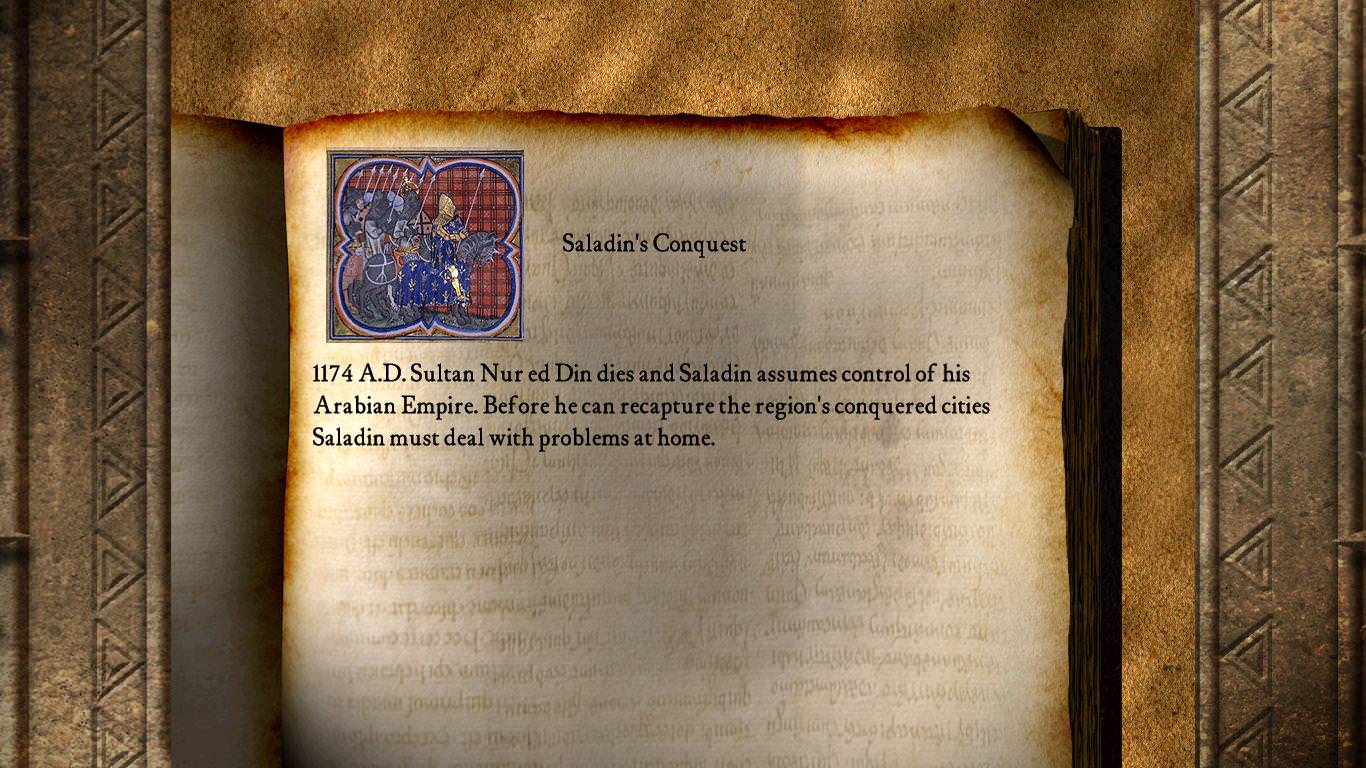 Saladin's Conquest
1174 A.D. Sultan Nur ed Din dies and Saladin assumes control of his
Arabian Empire. Before he can recapture the region's conquered cities
Saladin must deal with problems at home.